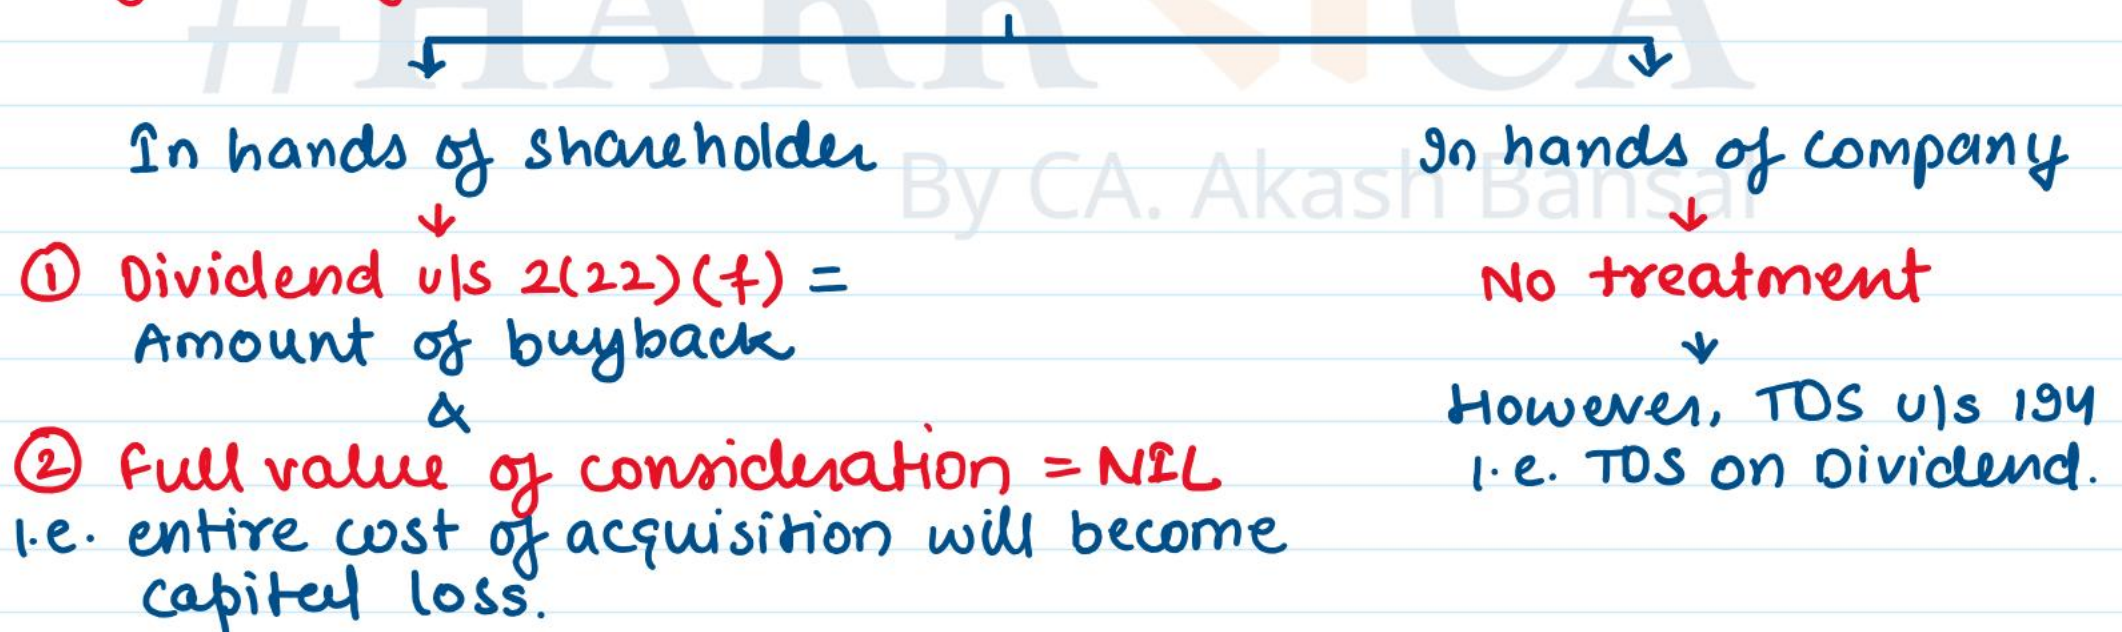 #HARR CA
By CA. Akash Bansal
In hands of shareholder
① Dividend u/s 2(22)(f) =
Amount of buyback
&
② Full value of consideration = NIL
i.e. entire cost of acquisition will become
capital loss.
In hands of company
No treatment
However, TDS u/s 194
i.e. TDS on Dividend.